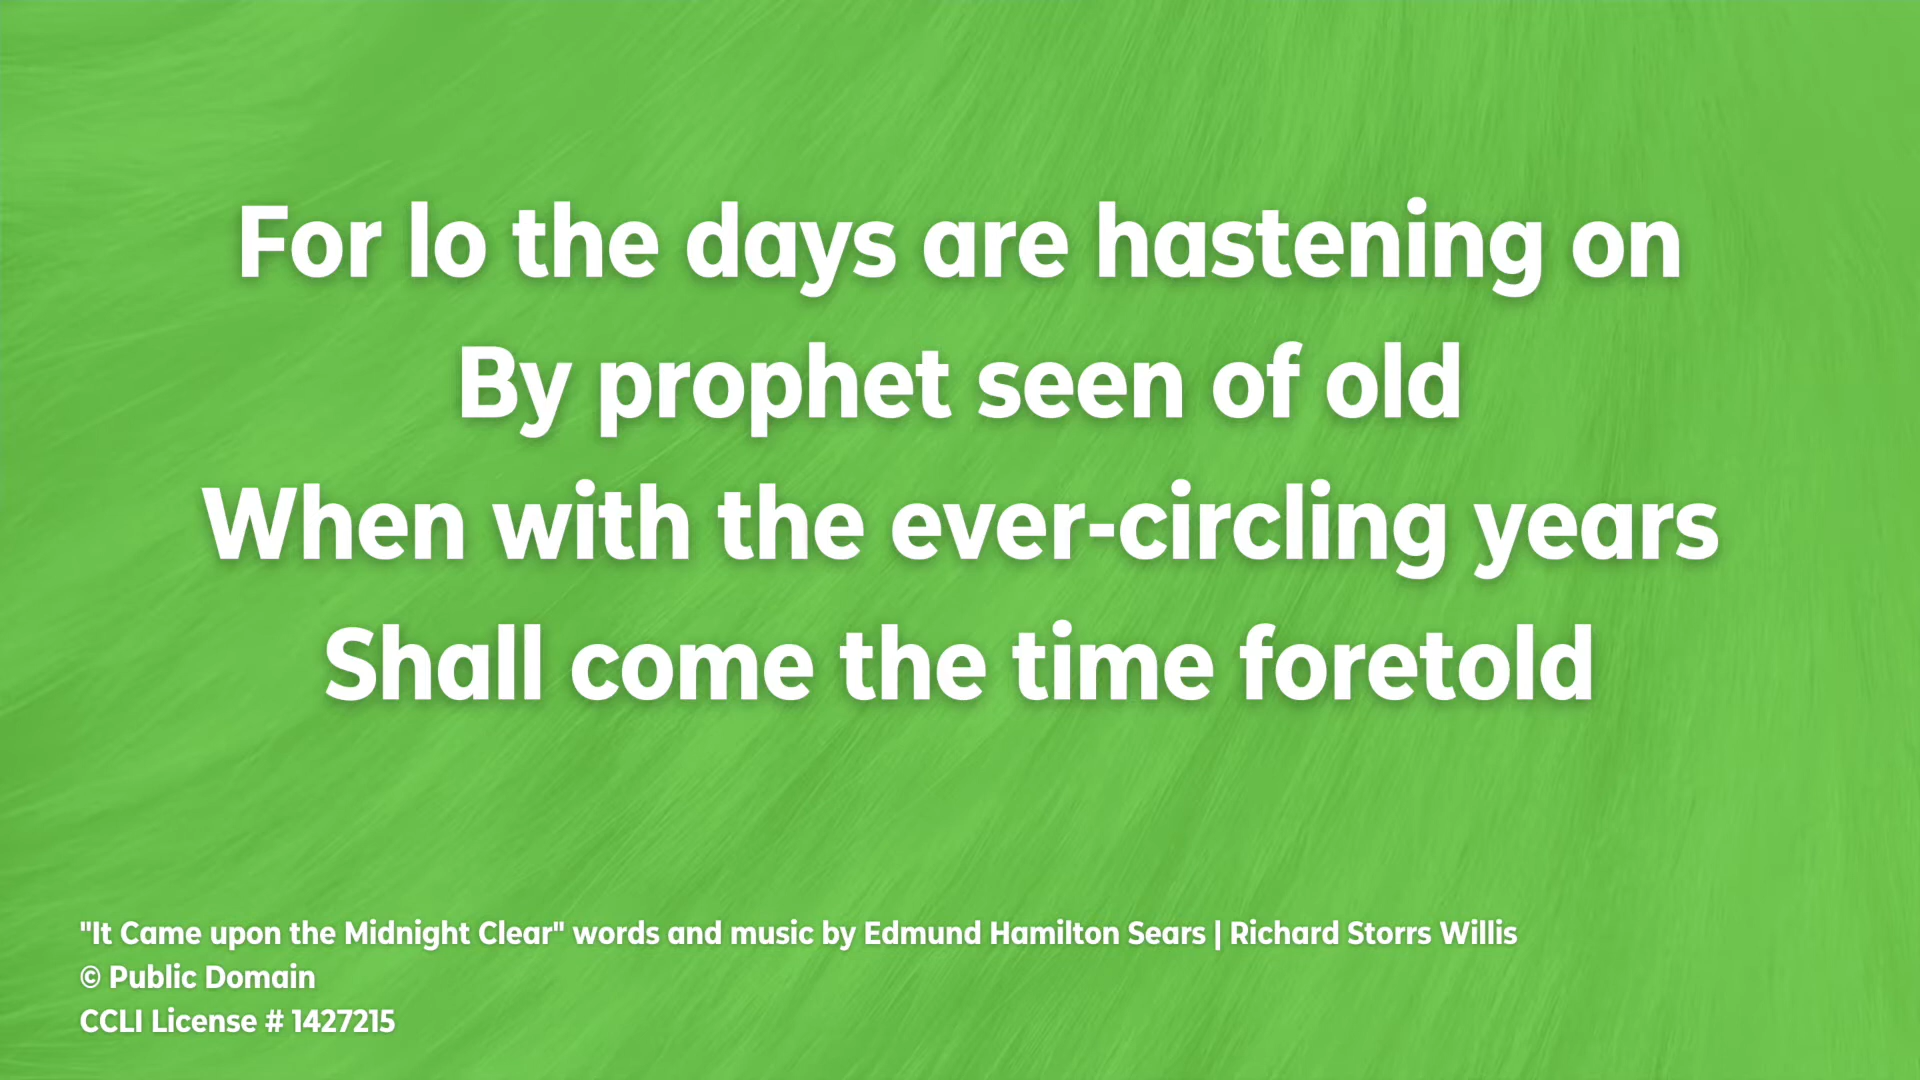 For lo the days are hastening on
By prophet seen of old
When with the ever-circling years
Shall come the time foretold
"It Came upon the Midnight Clear" words and music by Edmund Hamilton Sears | Richard Storrs Willis
© Public Domain
CCLI License # 1427215